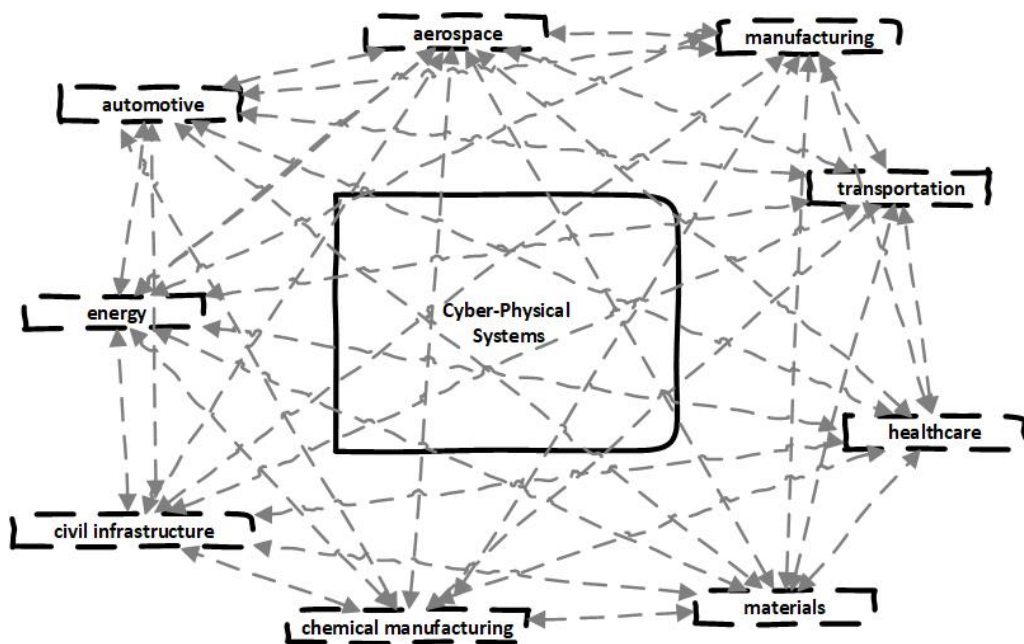 aerospace
manufacturing
automotive
transportation
energy
Cyber-Physical
Systems
healthcare
civil infrastructure
materials
chemical manufacturing